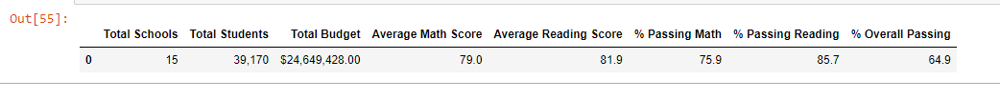 Out[55]:
Total Schools Total Students Total Budget Average Math Score Average Reading Score % Passing Math % Passing Reading % Overall Passing
0 15 39,170 $24,649,428.00 79.0 81.9 75.9 85.7 64.9